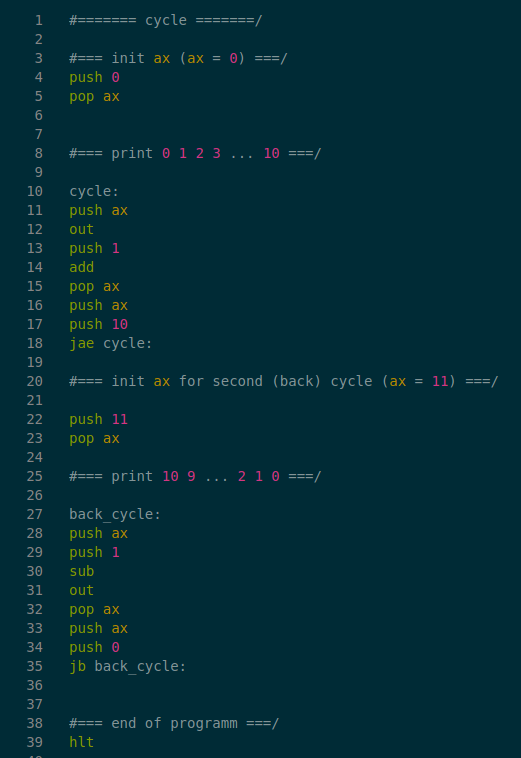 1 #======= cycle =======/
2
3 #=== init ax (ax = 0) ===/
4 push 0
5 pop ax
6
7
8 #=== print 0 1 2 3 ... 10 ===/
9
10 cycle:
11 push ax
12 out
13 push 1
14 add
15 pop ax
16 push ax
17 push 10
18 jae cycle:
19
20 #=== init ax for second (back) cycle (ax = 11) ===/
21
22 push 11
23 pop ax
24
25 #=== print 10 9 ... 2 1 0 ===/
26
27 back_cycle:
28 push ax
29 push 1
30 sub
31 out
32 pop ax
33 push ax
34 push 0
35 jb back_cycle:
36
37
38 #=== end of programm ===/
39 hlt